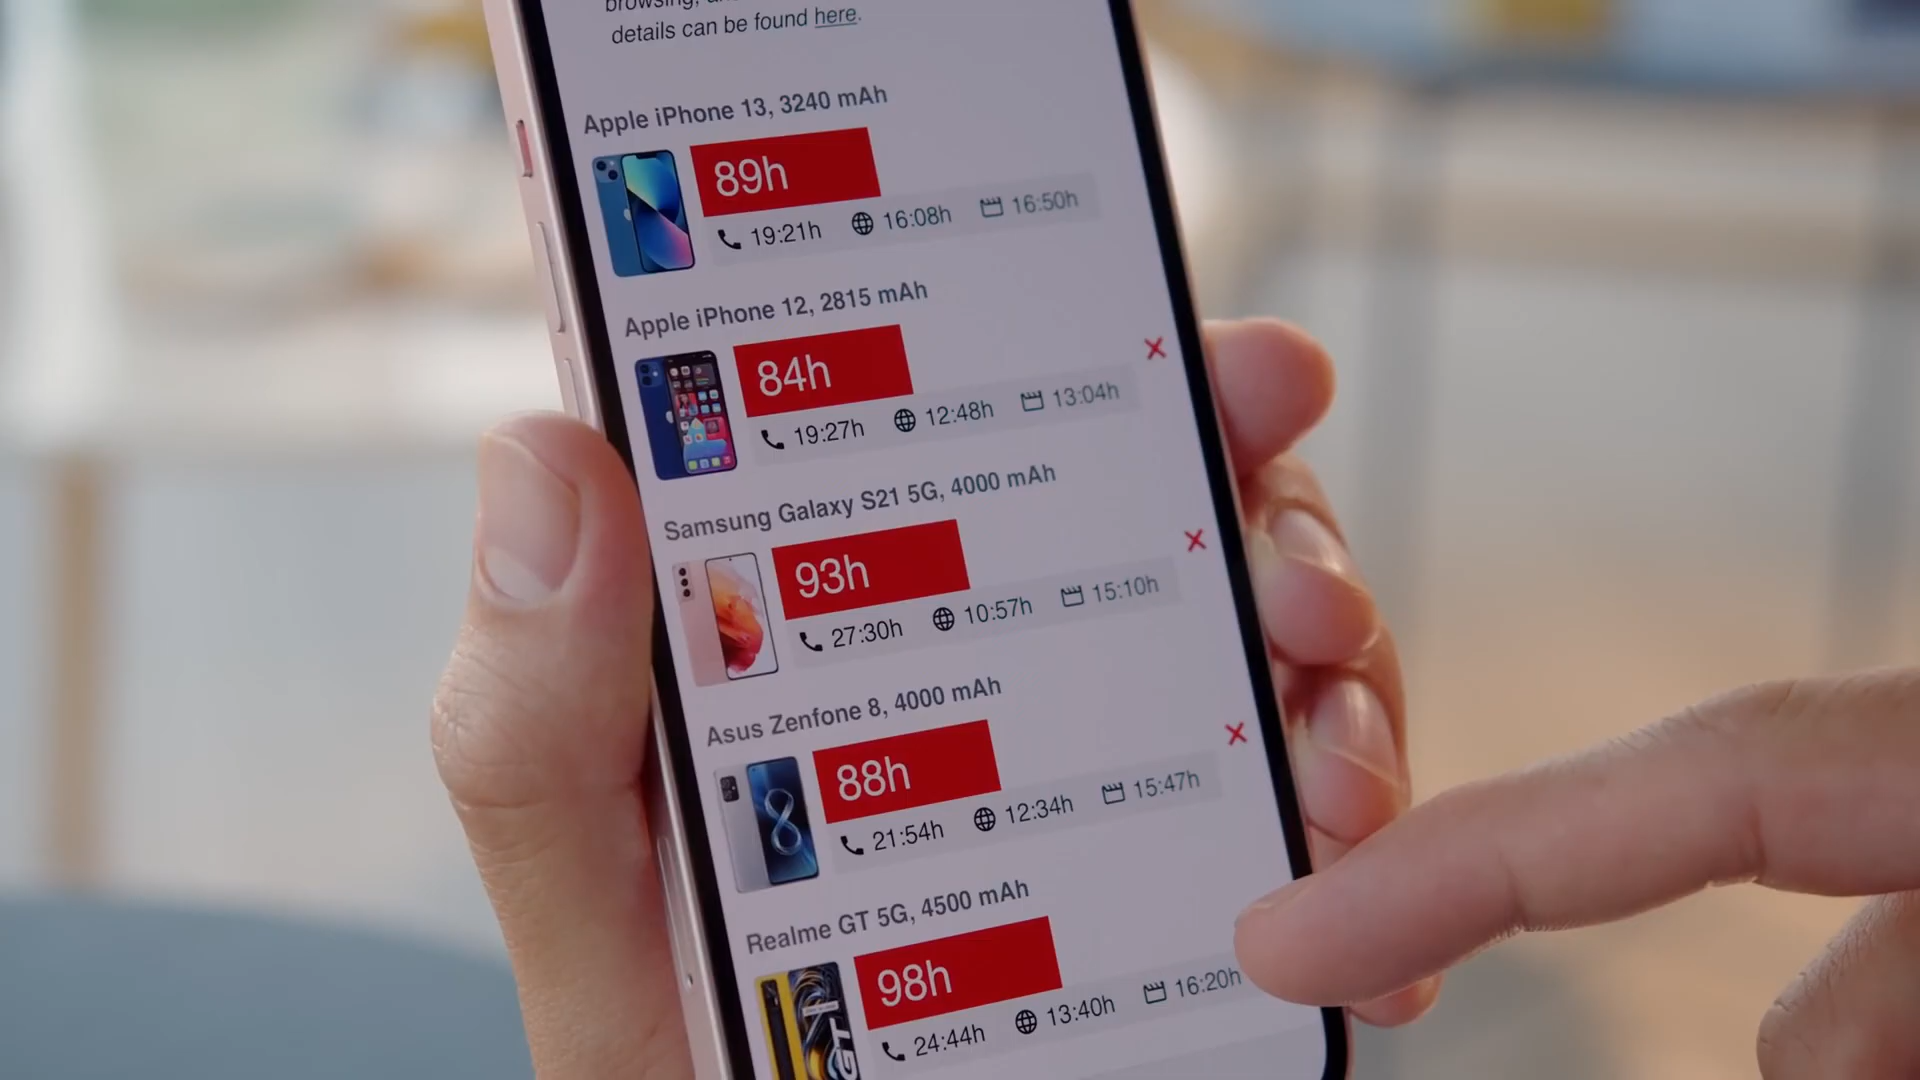 browsing,
details can be found here.
Apple iPhone 13, 3240 mAh
89h
19:21h 16:08h 16:50h
Apple iPhone 12, 2815 mAh
84h
19:27h 12:48h 13:04h
Samsung Galaxy S21 5G, 4000 mAh
93h
27:30h 10:57h 15:10h
Asus Zenfone 8, 4000 mAh
88h
21:54h 12:34h 15:47h
8
Realme GT 5G, 4500 mAh
98h
24:44h 13:40h 16:20h
GT